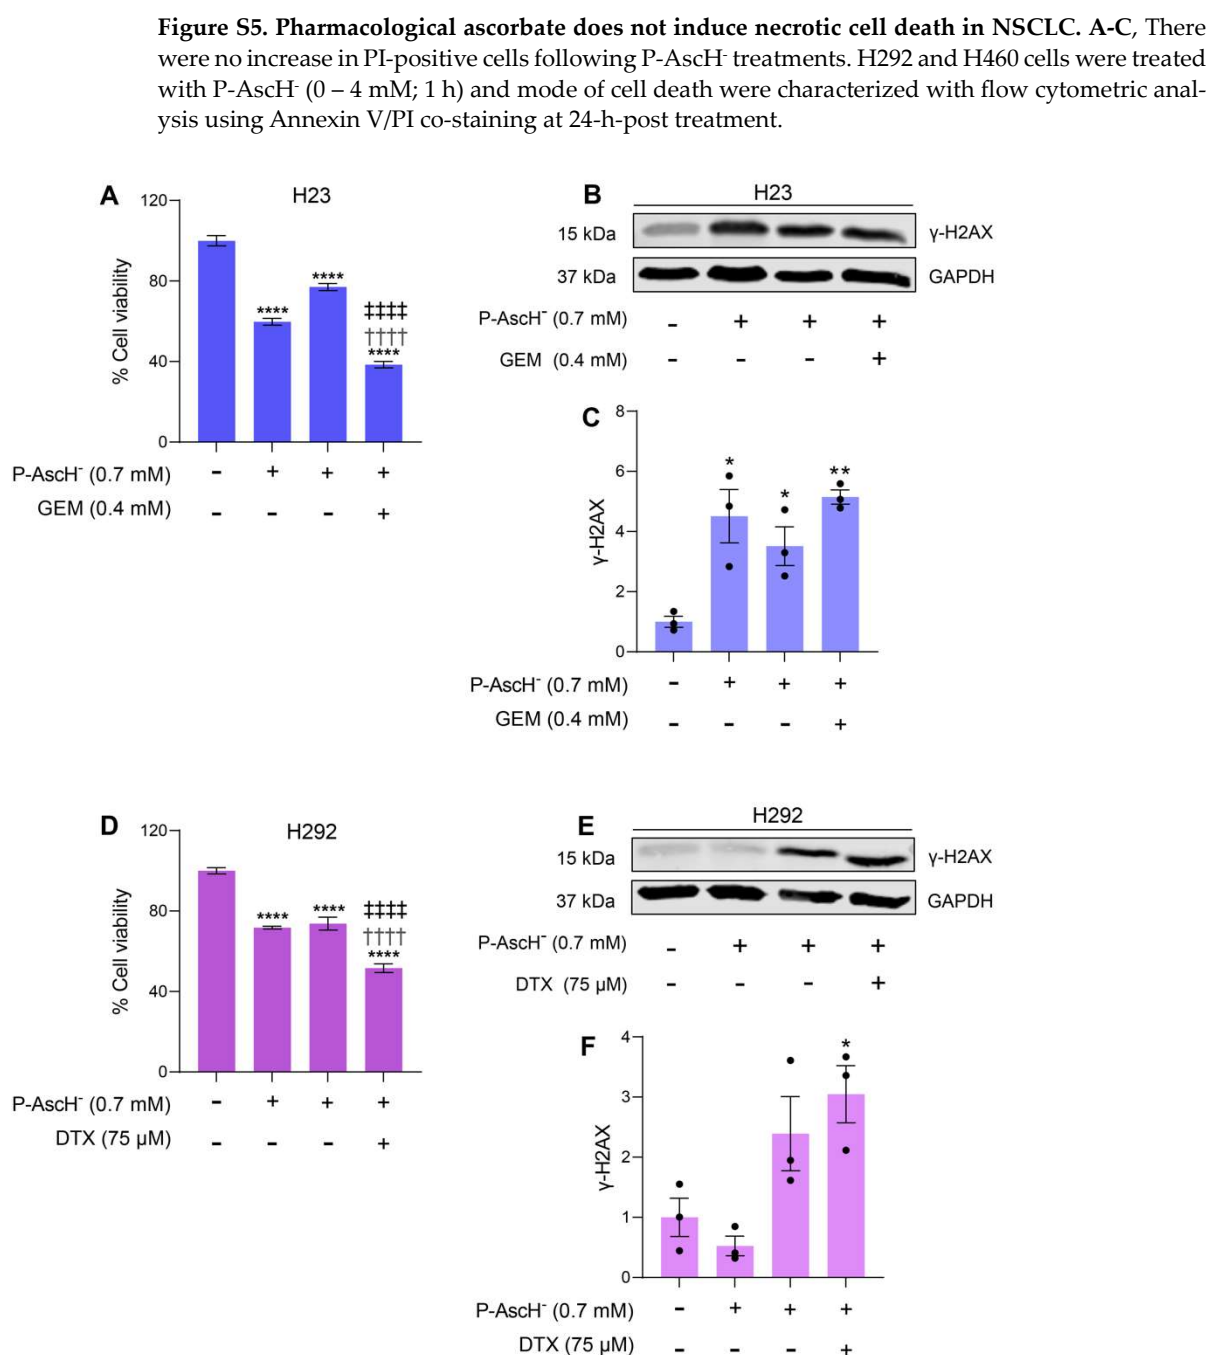 Figure S5. Pharmacological ascorbate does not induce necrotic cell death in NSCLC. A-C, There
were no increase in PI-positive cells following P-AscH⁻ treatments. H292 and H460 cells were treated
with P-AscH⁻ (0 – 4 mM; 1 h) and mode of cell death were characterized with flow cytometric anal-
ysis using Annexin V/PI co-staining at 24-h-post treatment.
A
H23
% Cell viability
120
80
40
0
****
****
‡‡‡‡
††††
****
P-AscH⁻ (0.7 mM) - + + +
GEM (0.4 mM) - - - +
B
H23
15 kDa γ-H2AX
37 kDa GAPDH
P-AscH⁻ (0.7 mM) - + + +
GEM (0.4 mM) - - - +
C
γ-H2AX
8
6
4
2
0
*
*
**
P-AscH⁻ (0.7 mM) - + + +
GEM (0.4 mM) - - - +
D
H292
% Cell viability
120
80
40
0
****
****
‡‡‡‡
††††
****
P-AscH⁻ (0.7 mM) - + + +
DTX (75 μM) - - - +
E
H292
15 kDa γ-H2AX
37 kDa GAPDH
P-AscH⁻ (0.7 mM) - + + +
DTX (75 μM) - - - +
F
γ-H2AX
4
3
2
1
0
*
P-AscH⁻ (0.7 mM) - + + +
DTX (75 μM) - - - +